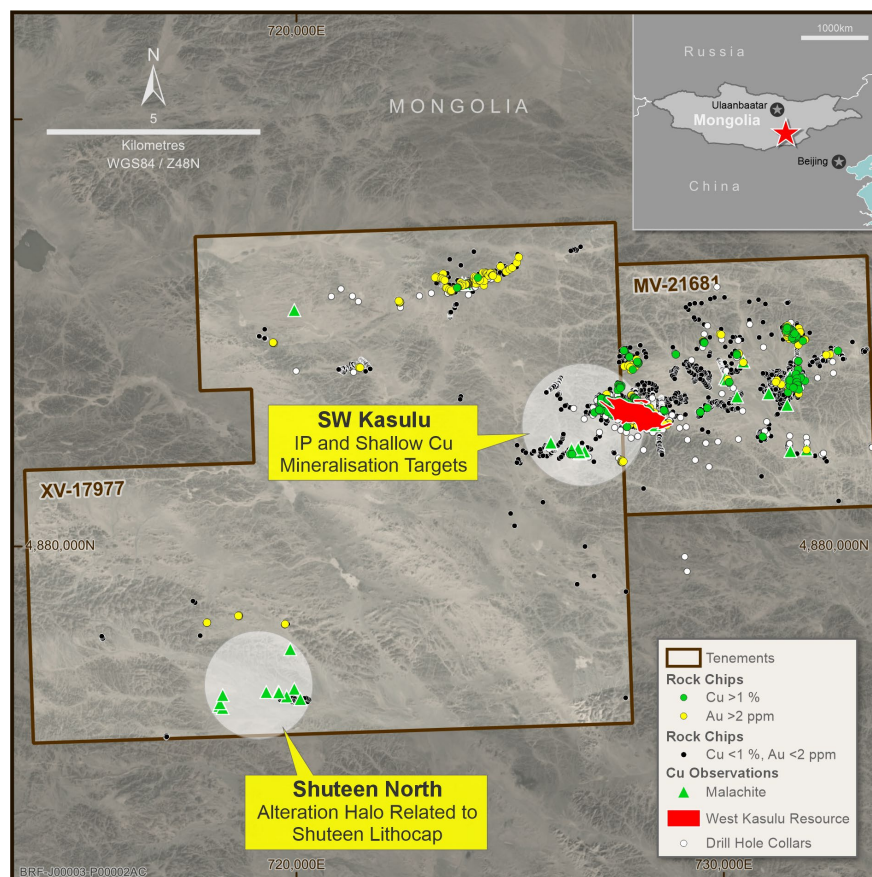 720,000E
N
5
Kilometres
WGS84 / Z48N
MONGOLIA
1000km
Russia
Ulaanbaatar
Mongolia
Beijing
China
MV-21681
SW Kasulu
IP and Shallow Cu
Mineralisation Targets
XV-17977
4,880,000N
4,880,000N
Shuteen North
Alteration Halo Related to
Shuteen Lithocap
Tenements
Rock Chips
Cu >1 %
Au >2 ppm
Rock Chips
Cu <1 %, Au <2 ppm
Cu Observations
Malachite
West Kasulu Resource
Drill Hole Collars
BRF-J00003-P00002AC
720,000E
730,000E